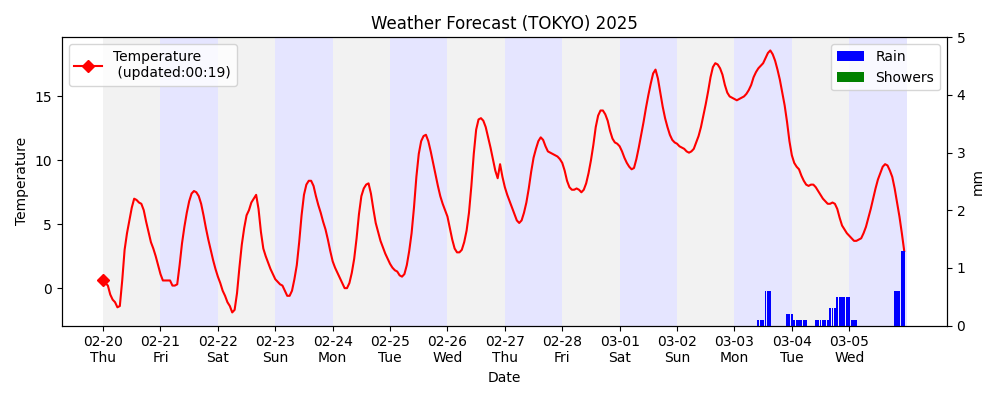 Weather Forecast (TOKYO) 2025
Temperature
(updated:00:19)
Rain
Showers
Temperature
15
10
5
0
5
4
3
2
1
0
mm
02-20 02-21 02-22 02-23 02-24 02-25 02-26 02-27 02-28 03-01 03-02 03-03 03-04 03-05
Thu Fri Sat Sun Mon Tue Wed Thu Fri Sat Sun Mon Tue Wed
Date